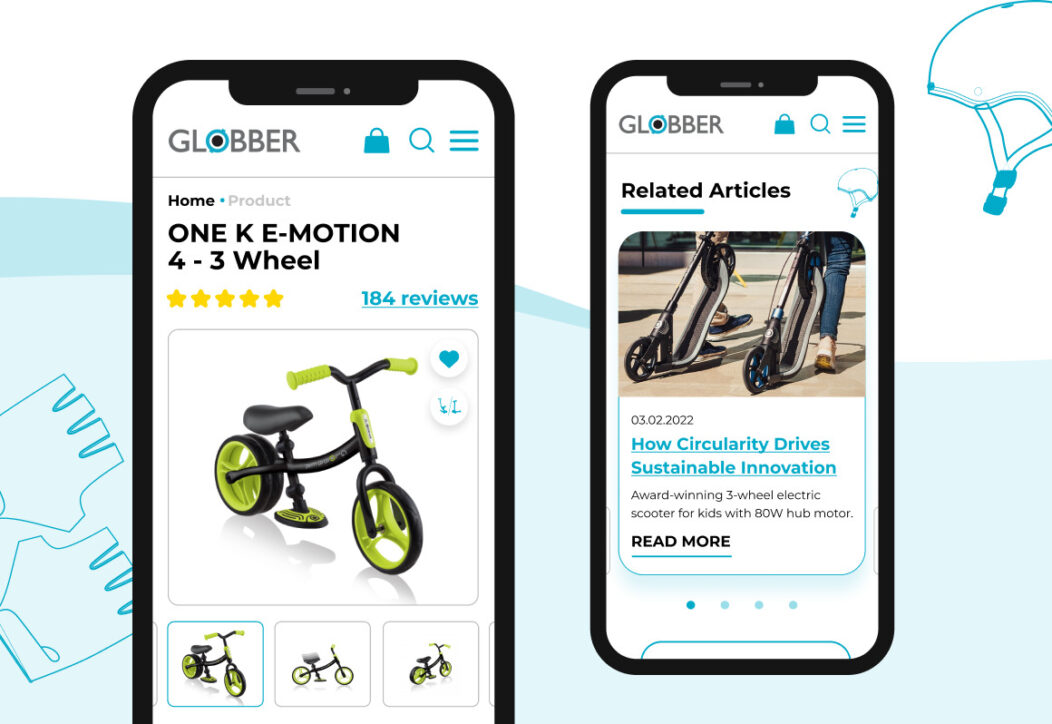 GLOBBER
Home • Product
ONE K E-MOTION
4 - 3 Wheel
184 reviews
GLOBBER
Related Articles
03.02.2022
How Circularity Drives
Sustainable Innovation
Award-winning 3-wheel electric
scooter for kids with 80W hub motor.
READ MORE